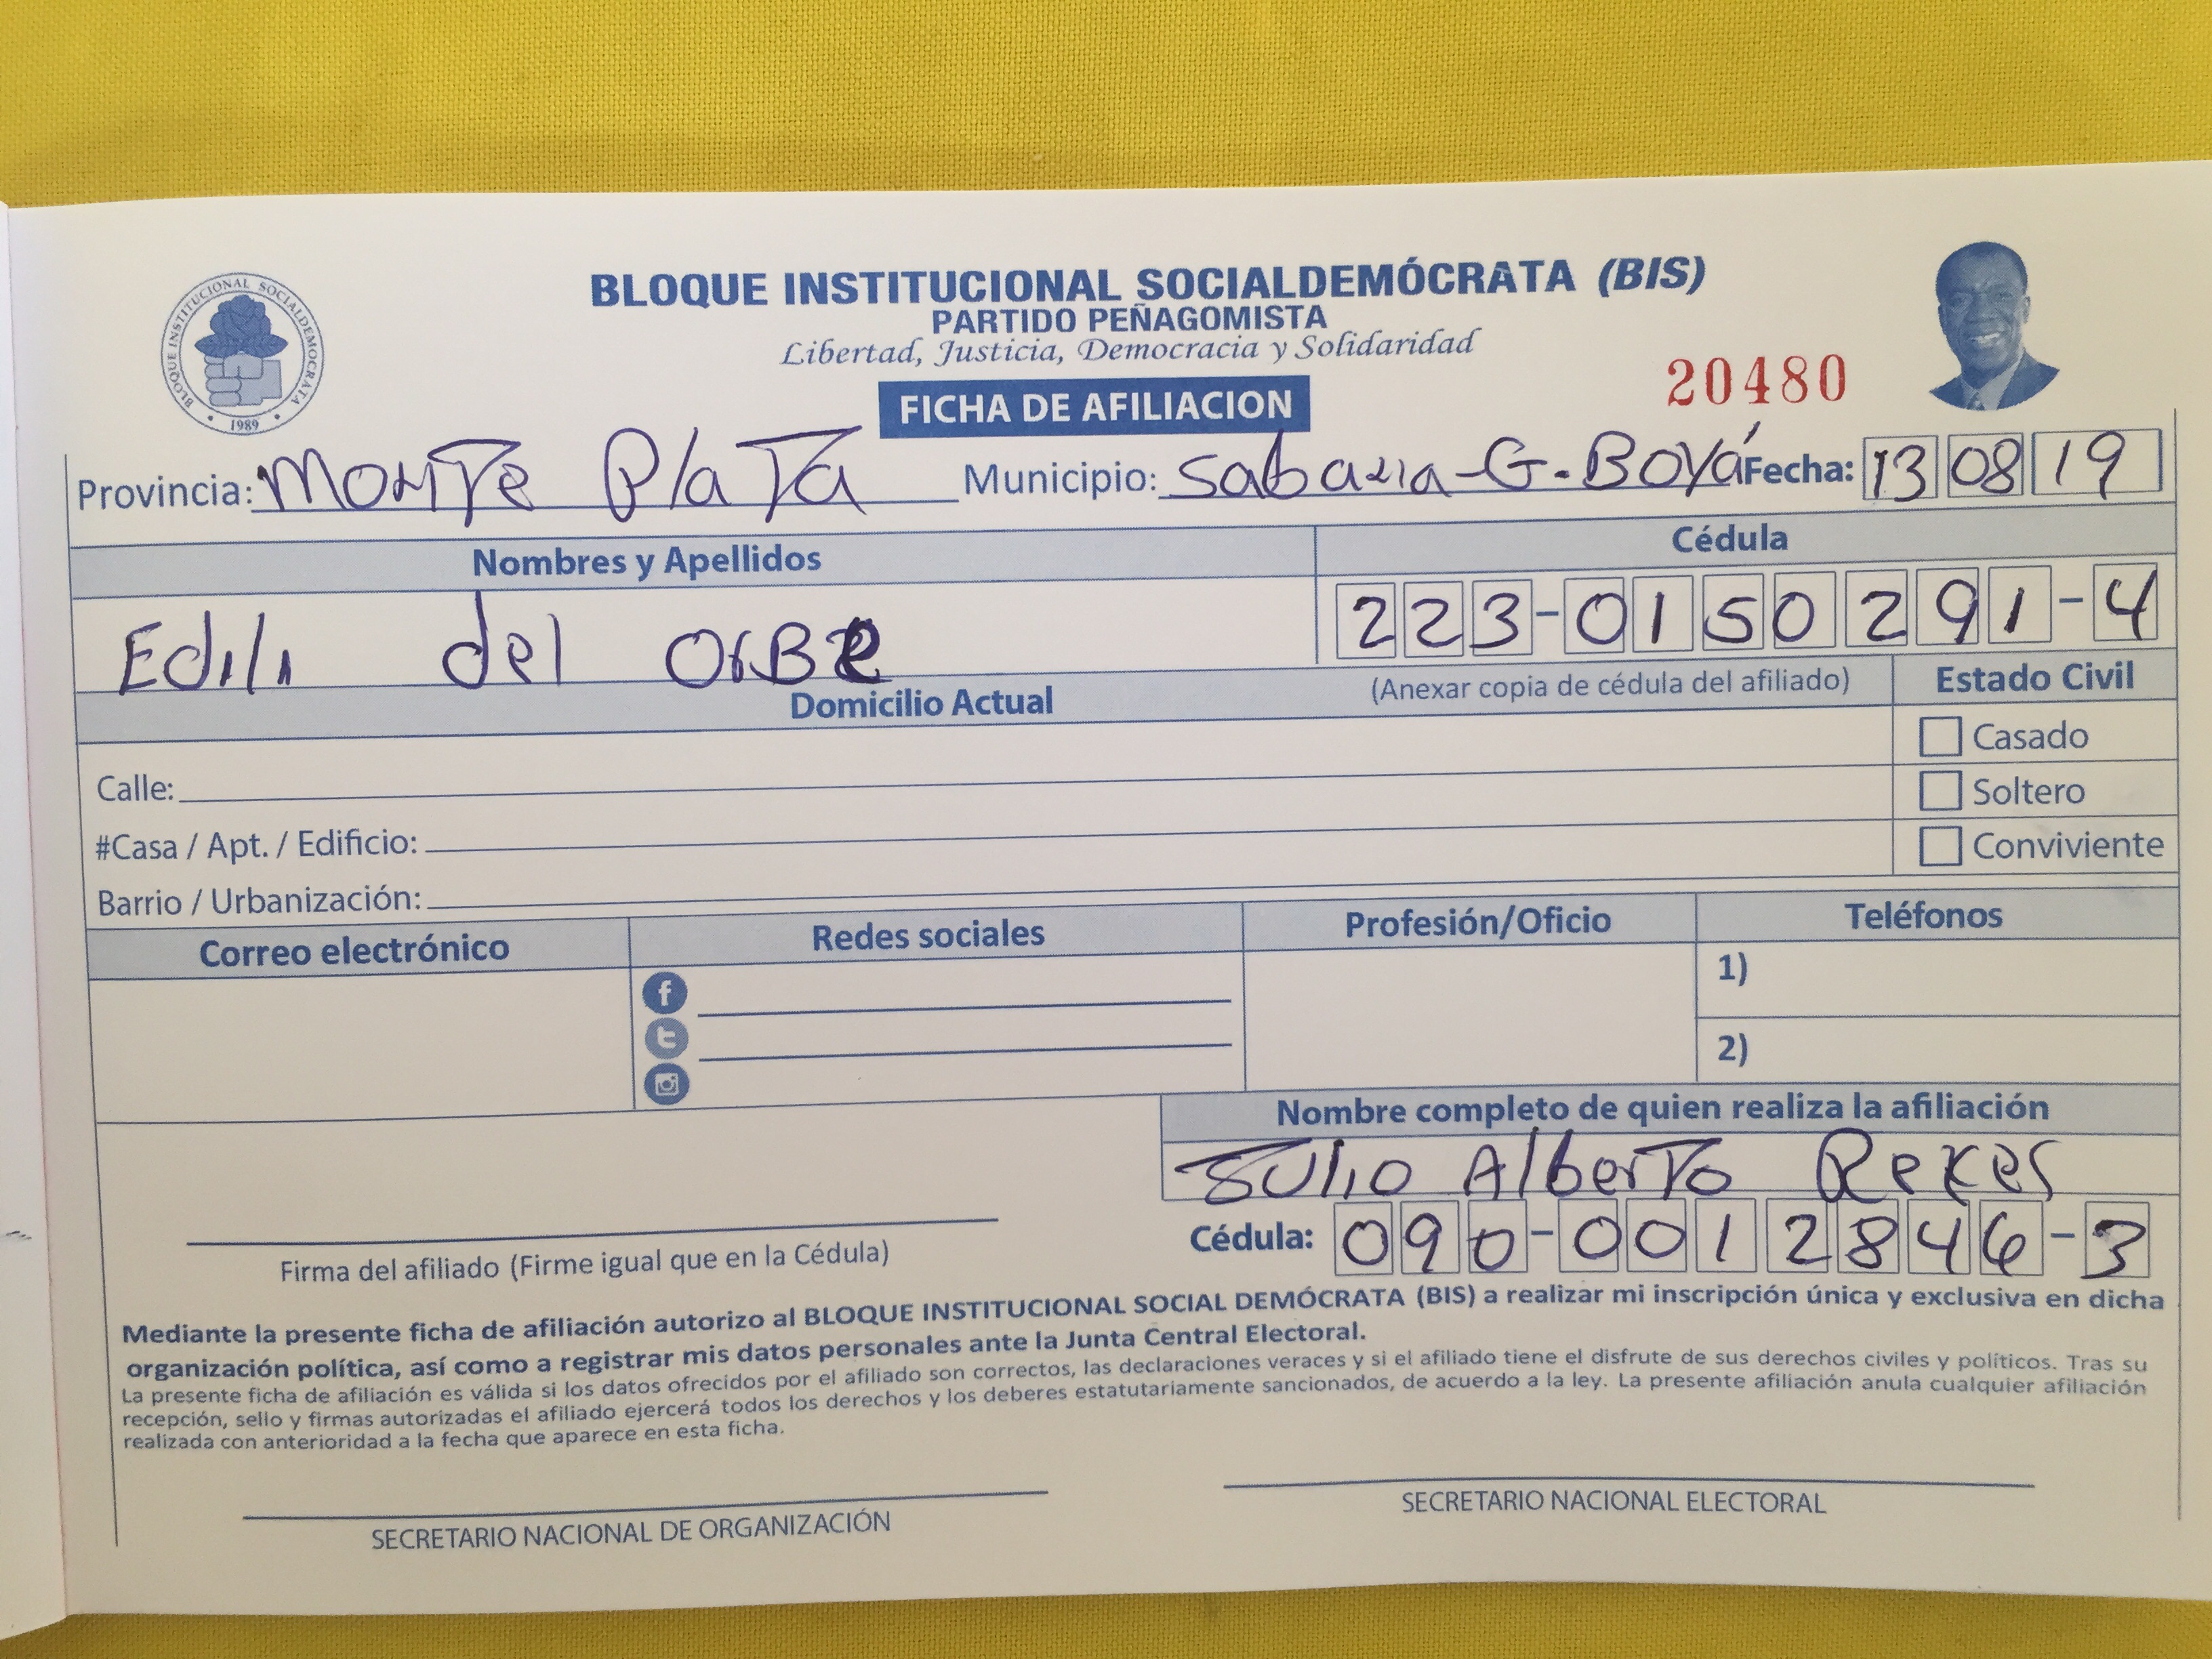 BLOQUE INSTITUCIONAL SOCIALDEMOCRATA
1989
BLOQUE INSTITUCIONAL SOCIALDEMÓCRATA (BIS)
PARTIDO PEÑAGOMISTA
Libertad, Justicia, Democracia y Solidaridad
20480
FICHA DE AFILIACION
Provincia: Monte Plata Municipio: Sabana-G-Boyá Fecha: 13 08 19
Nombres y Apellidos Cédula
Edili del Orbe 223-0150291-4
Domicilio Actual (Anexar copia de cédula del afiliado) Estado Civil
Casado
Calle:
Soltero
#Casa / Apt. / Edificio:
Conviviente
Barrio / Urbanización:
Correo electrónico Redes sociales Profesión/Oficio Teléfonos
1)
2)
Nombre completo de quien realiza la afiliación
Julio Alberto Reyes
Cédula: 090-0012846-3
Firma del afiliado (Firme igual que en la Cédula)
Mediante la presente ficha de afiliación autorizo al BLOQUE INSTITUCIONAL SOCIAL DEMÓCRATA (BIS) a realizar mi inscripción única y exclusiva en dicha
organización política, así como a registrar mis datos personales ante la Junta Central Electoral.
La presente ficha de afiliación es válida si los datos ofrecidos por el afiliado son correctos, las declaraciones veraces y si el afiliado tiene el disfrute de sus derechos civiles y políticos. Tras su
recepción, sello y firmas autorizadas el afiliado ejercerá todos los derechos y los deberes estatutariamente sancionados, de acuerdo a la ley. La presente afiliación anula cualquier afiliación
realizada con anterioridad a la fecha que aparece en esta ficha.
SECRETARIO NACIONAL DE ORGANIZACIÓN SECRETARIO NACIONAL ELECTORAL